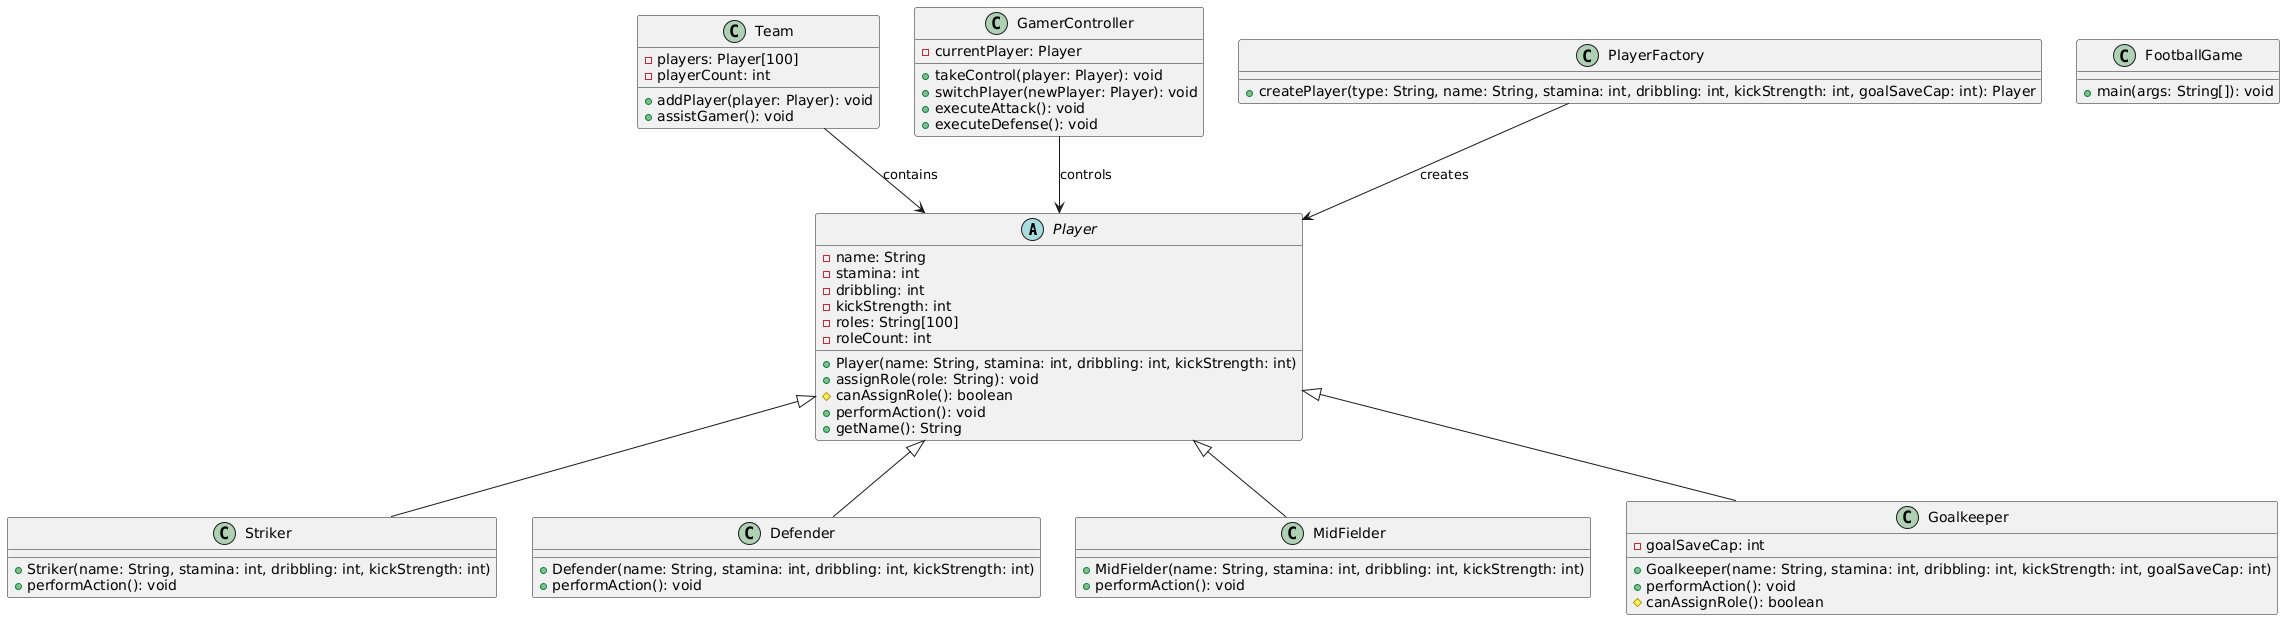 C Team
players: Player[100]
playerCount: int
addPlayer(player: Player): void
assistGamer(): void
C GamerController
currentPlayer: Player
takeControl(player: Player): void
switchPlayer(newPlayer: Player): void
executeAttack(): void
executeDefense(): void
C PlayerFactory
createPlayer(type: String, name: String, stamina: int, dribbling: int, kickStrength: int, goalSaveCap: int): Player
C FootballGame
main(args: String[]): void
contains
controls
creates
A Player
name: String
stamina: int
dribbling: int
kickStrength: int
roles: String[100]
roleCount: int
Player(name: String, stamina: int, dribbling: int, kickStrength: int)
assignRole(role: String): void
canAssignRole(): boolean
performAction(): void
getName(): String
C Striker
Striker(name: String, stamina: int, dribbling: int, kickStrength: int)
performAction(): void
C Defender
Defender(name: String, stamina: int, dribbling: int, kickStrength: int)
performAction(): void
C MidFielder
MidFielder(name: String, stamina: int, dribbling: int, kickStrength: int)
performAction(): void
C Goalkeeper
goalSaveCap: int
Goalkeeper(name: String, stamina: int, dribbling: int, kickStrength: int, goalSaveCap: int)
performAction(): void
canAssignRole(): boolean